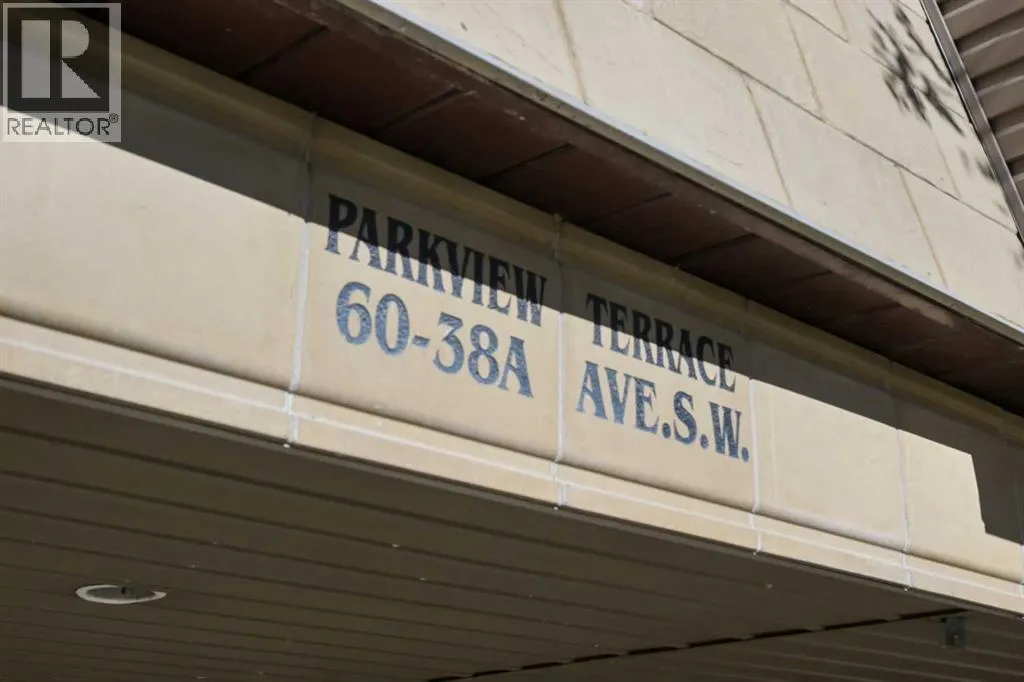 R
REALTOR®
PARKVIEW TERRACE
60-38A AVE.S.W.